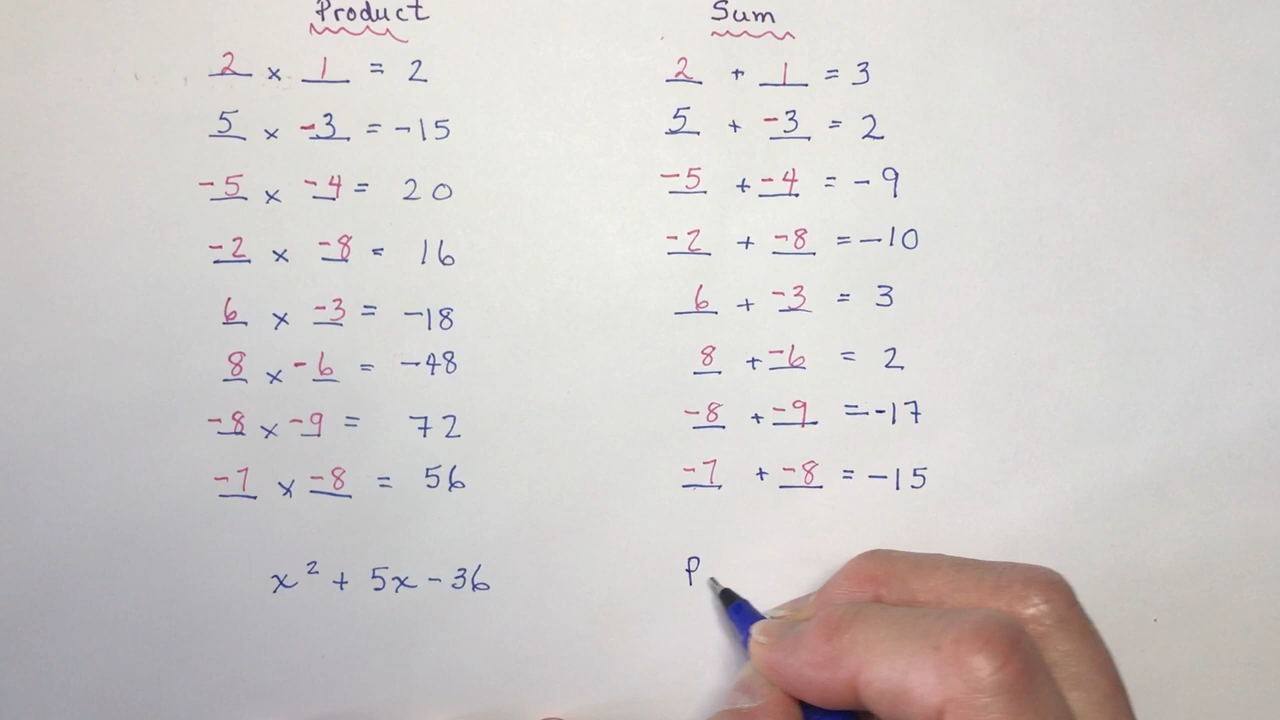 Product Sum
2 × 1 = 2 2 + 1 = 3
5 × -3 = -15 5 + -3 = 2
-5 × -4 = 20 -5 + -4 = -9
-2 × -8 = 16 -2 + -8 = -10
6 × -3 = -18 6 + -3 = 3
8 × -6 = -48 8 + -6 = 2
-8 × -9 = 72 -8 + -9 = -17
-7 × -8 = 56 -7 + -8 = -15
x² + 5x - 36 P